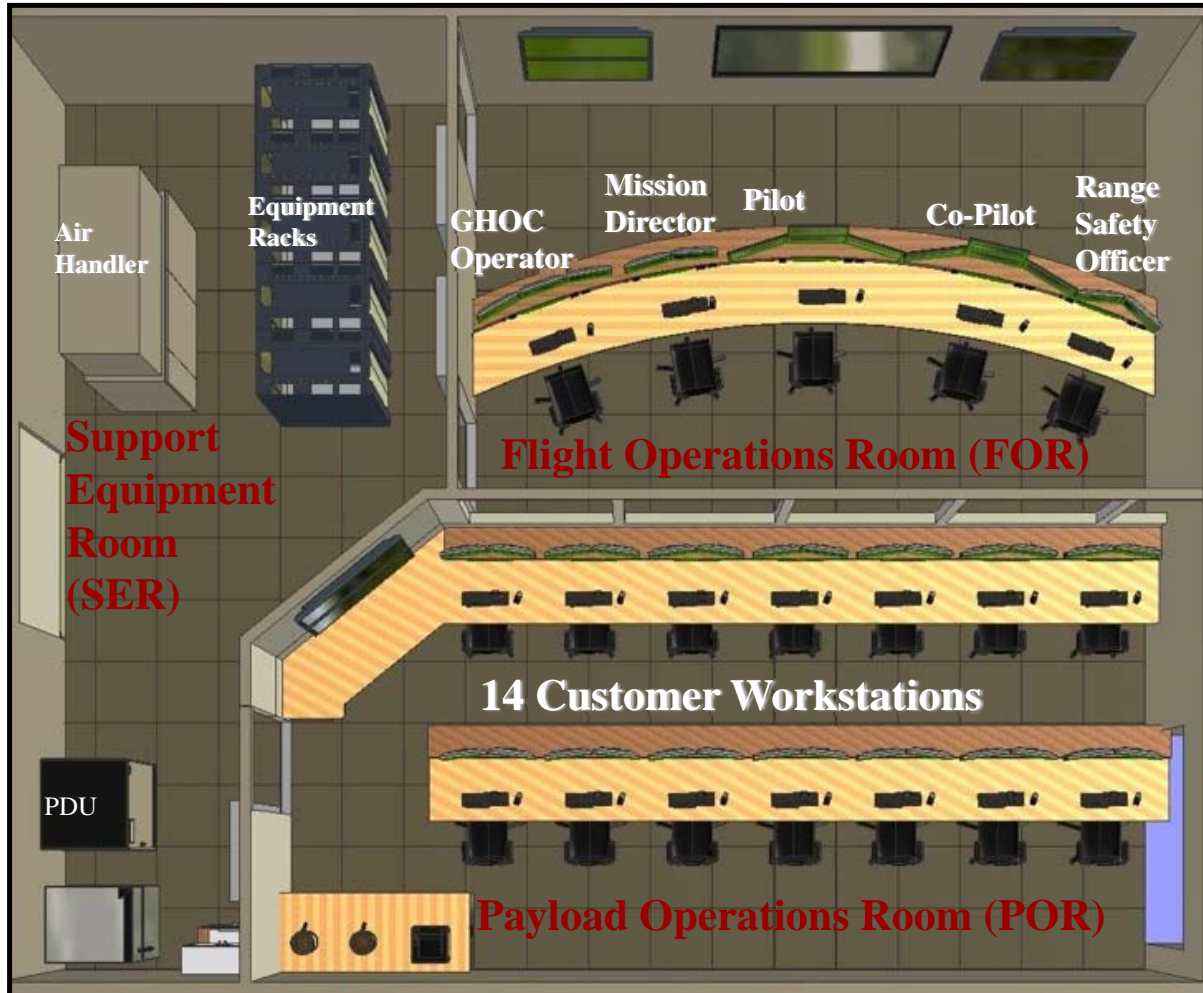 Air
Handler
Equipment
Racks
GHOC
Operator
Mission
Director
Pilot
Co-Pilot
Range
Safety
Officer
Support
Equipment
Room
(SER)
Flight Operations Room (FOR)
14 Customer Workstations
PDU
Payload Operations Room (POR)